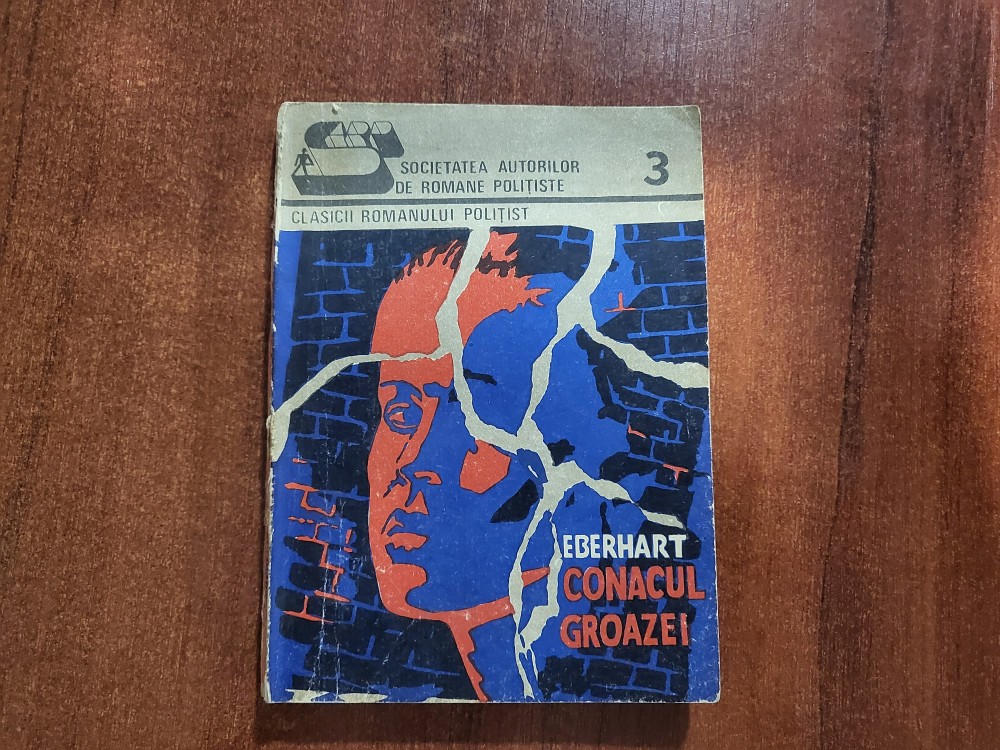 SARP
SOCIETATEA AUTORILOR
DE ROMANE POLIȚISTE
3
CLASICII ROMANULUI POLIȚIST
EBERHART
CONACUL
GROAZEI